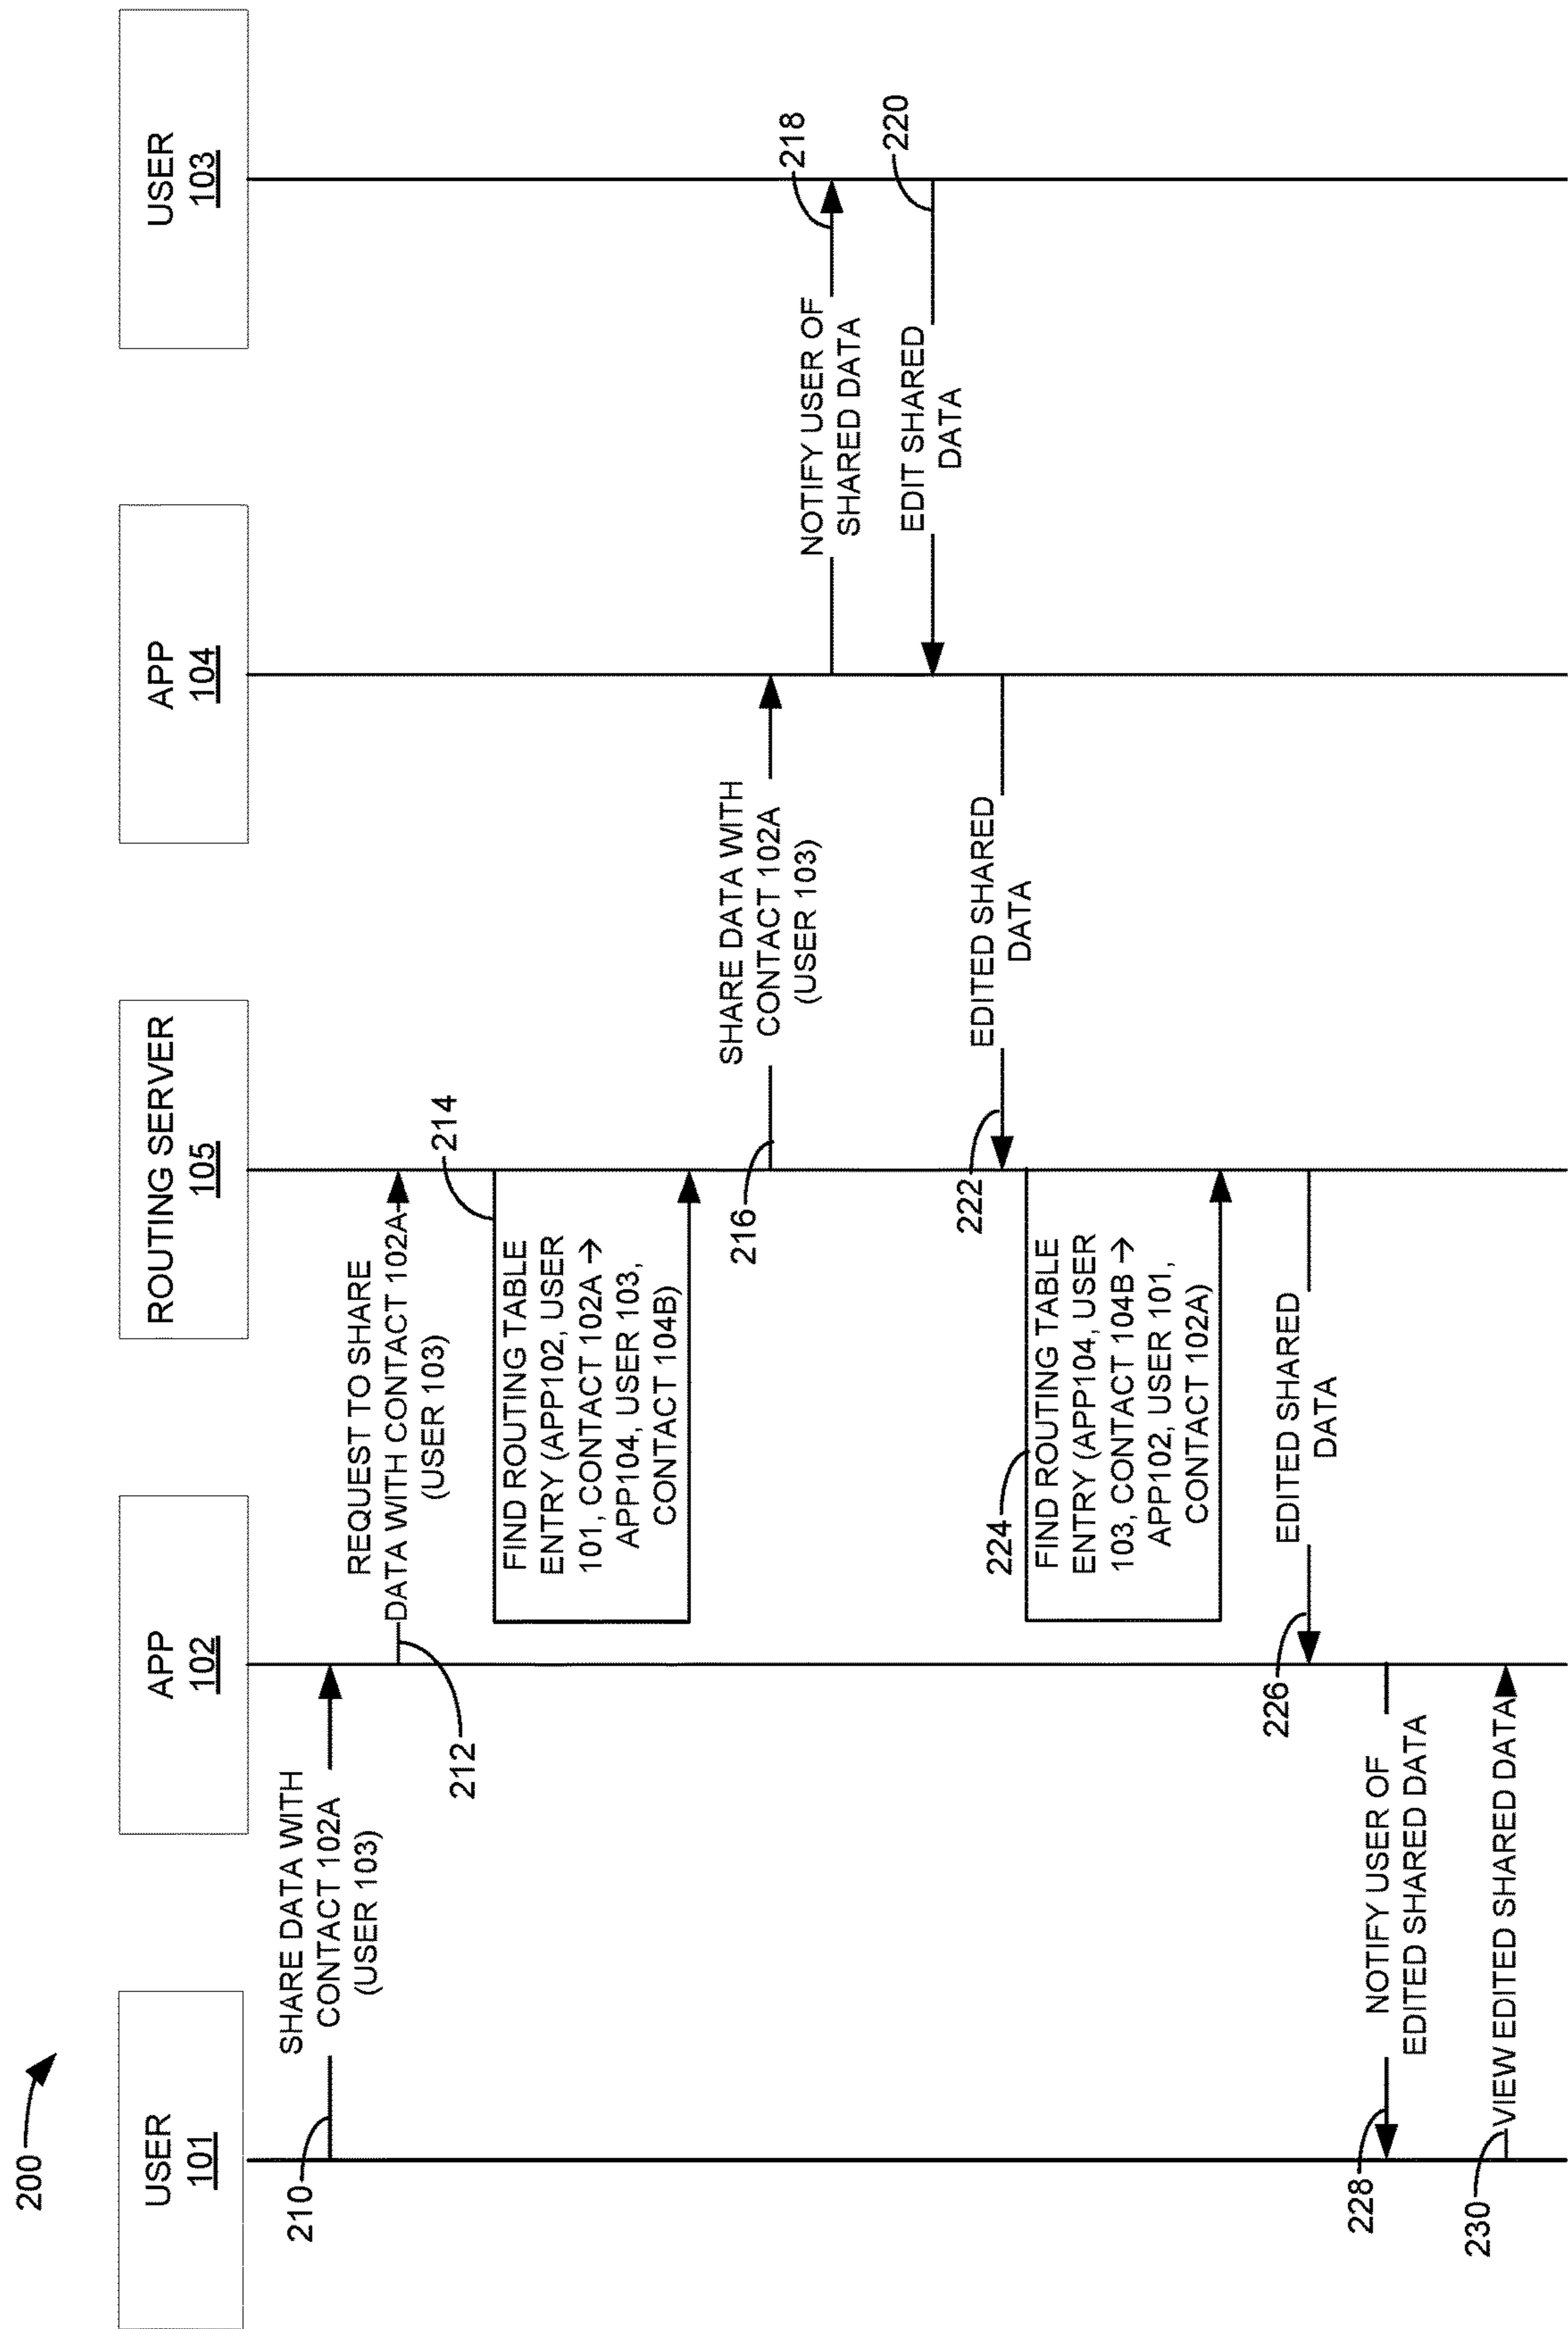 200
USER
101
APP
102
ROUTING SERVER
105
APP
104
USER
103
210
SHARE DATA WITH
CONTACT 102A
(USER 103)
212
REQUEST TO SHARE
DATA WITH CONTACT 102A
(USER 103)
214
FIND ROUTING TABLE
ENTRY (APP102, USER
101, CONTACT 102A →
APP104, USER 103,
CONTACT 104B)
216
SHARE DATA WITH
CONTACT 102A
(USER 103)
218
NOTIFY USER OF
SHARED DATA
220
EDIT SHARED
DATA
222
EDITED SHARED
DATA
224
FIND ROUTING TABLE
ENTRY (APP104, USER
103, CONTACT 104B →
APP102, USER 101,
CONTACT 102A)
226
EDITED SHARED
DATA
228
NOTIFY USER OF
EDITED SHARED DATA
230
VIEW EDITED SHARED DATA